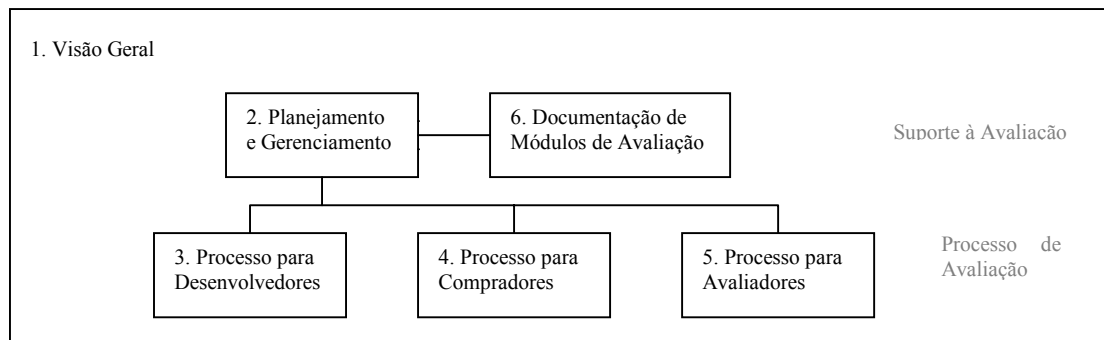 1. Visão Geral
2. Planejamento
e Gerenciamento
6. Documentação de
Módulos de Avaliação
Suporte à Avaliação
3. Processo para
Desenvolvedores
4. Processo para
Compradores
5. Processo para
Avaliadores
Processo de
Avaliação